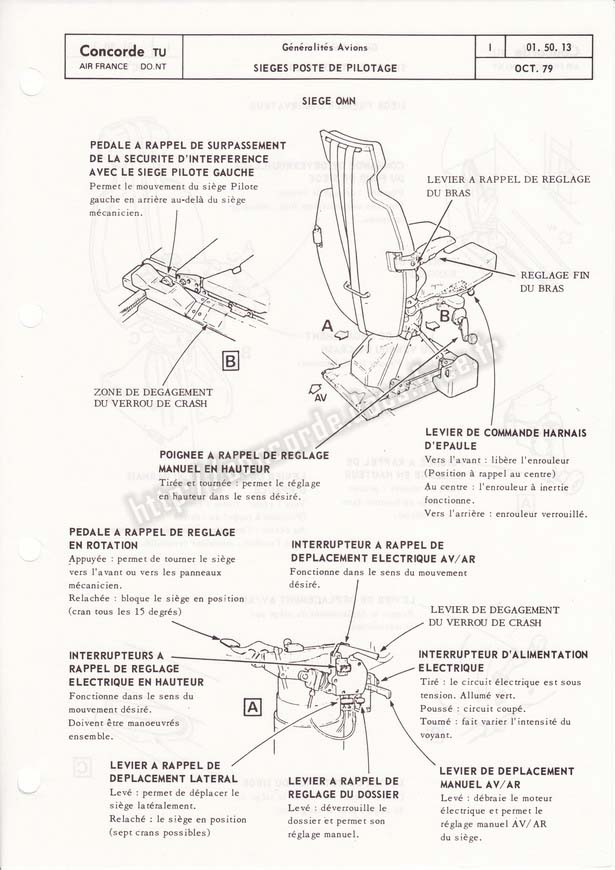 Concorde TU
AIR FRANCE DO.NT
Généralités Avions
SIEGES POSTE DE PILOTAGE
I
01. 50. 13
OCT. 79
SIEGE OMN
PEDALE A RAPPEL DE SURPASSEMENT
DE LA SECURITE D'INTERFERENCE
AVEC LE SIEGE PILOTE GAUCHE
Permet le mouvement du siège Pilote
gauche en arrière au-delà du siège
mécanicien.
LEVIER A RAPPEL DE REGLAGE
DU BRAS
REGLAGE FIN
DU BRAS
A
B
AV
B
ZONE DE DEGAGEMENT
DU VERROU DE CRASH
LEVIER DE COMMANDE HARNAIS
D'EPAULE
Vers l'avant : libère l'enrouleur
(Position à rappel au centre)
Au centre : l'enrouleur à inertie
fonctionne.
Vers l'arrière : enrouleur verrouillé.
POIGNEE A RAPPEL DE REGLAGE
MANUEL EN HAUTEUR
Tirée et tournée : permet le réglage
en hauteur dans le sens désiré.
PEDALE A RAPPEL DE REGLAGE
EN ROTATION
Appuyée : permet de tourner le siège
vers l'avant ou vers les panneaux
mécanicien.
Relachée : bloque le siège en position
(cran tous les 15 degrés)
INTERRUPTEUR A RAPPEL DE
DEPLACEMENT ELECTRIQUE AV/AR
Fonctionne dans le sens du mouvement
désiré.
LEVIER DE DEGAGEMENT
DU VERROU DE CRASH
INTERRUPTEURS A
RAPPEL DE REGLAGE
ELECTRIQUE EN HAUTEUR
Fonctionne dans le sens du
mouvement désiré.
Doivent être manoeuvrés
ensemble.
A
INTERRUPTEUR D'ALIMENTATION
ELECTRIQUE
Tiré : le circuit électrique est sous
tension. Allumé vert.
Poussé : circuit coupé.
Tourné : fait varier l'intensité du
voyant.
LEVIER A RAPPEL DE
DEPLACEMENT LATERAL
Levé : permet de déplacer le
siège latéralement.
Relaché : le siège en position
(sept crans possibles)
LEVIER A RAPPEL DE
REGLAGE DU DOSSIER
Levé : déverrouille le
dossier et permet son
réglage manuel.
LEVIER DE DEPLACEMENT
MANUEL AV/AR
Levé : débraie le moteur
électrique et permet le
réglage manuel AV/AR
du siège.